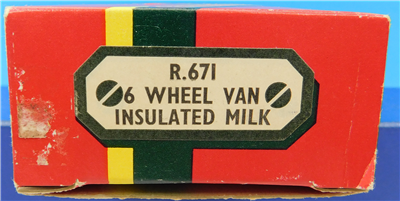 R.671
6 WHEEL VAN
INSULATED MILK